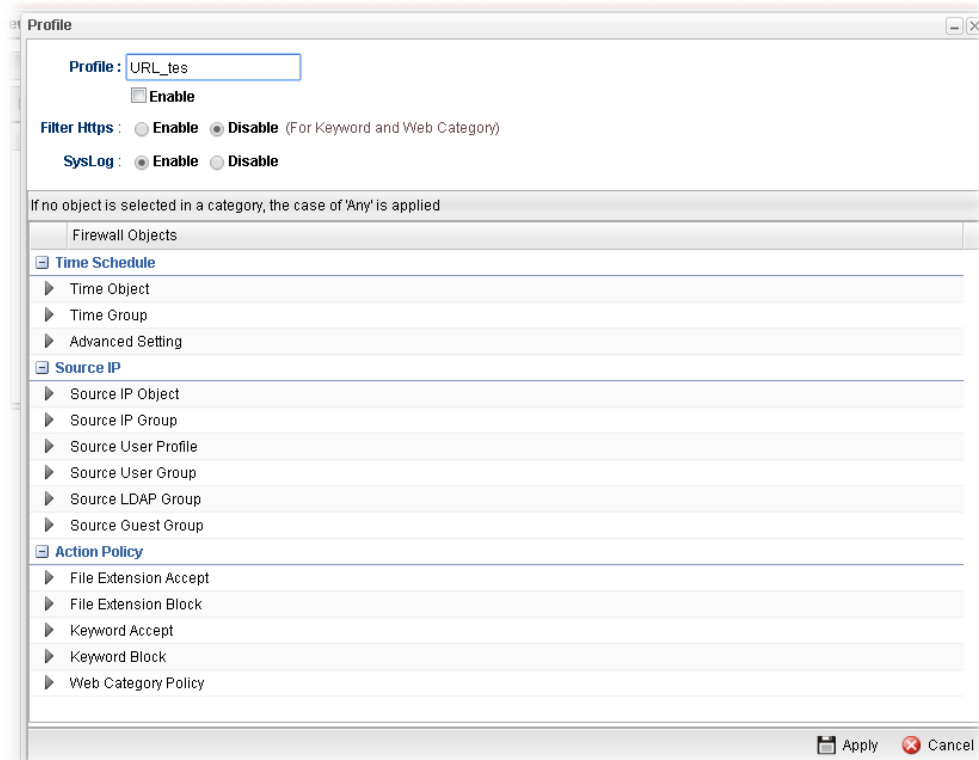 Profile
Profile : URL_tes
Enable
Filter Https : Enable Disable (For Keyword and Web Category)
SysLog : Enable Disable
If no object is selected in a category, the case of 'Any' is applied
Firewall Objects
Time Schedule
Time Object
Time Group
Advanced Setting
Source IP
Source IP Object
Source IP Group
Source User Profile
Source User Group
Source LDAP Group
Source Guest Group
Action Policy
File Extension Accept
File Extension Block
Keyword Accept
Keyword Block
Web Category Policy
Apply Cancel